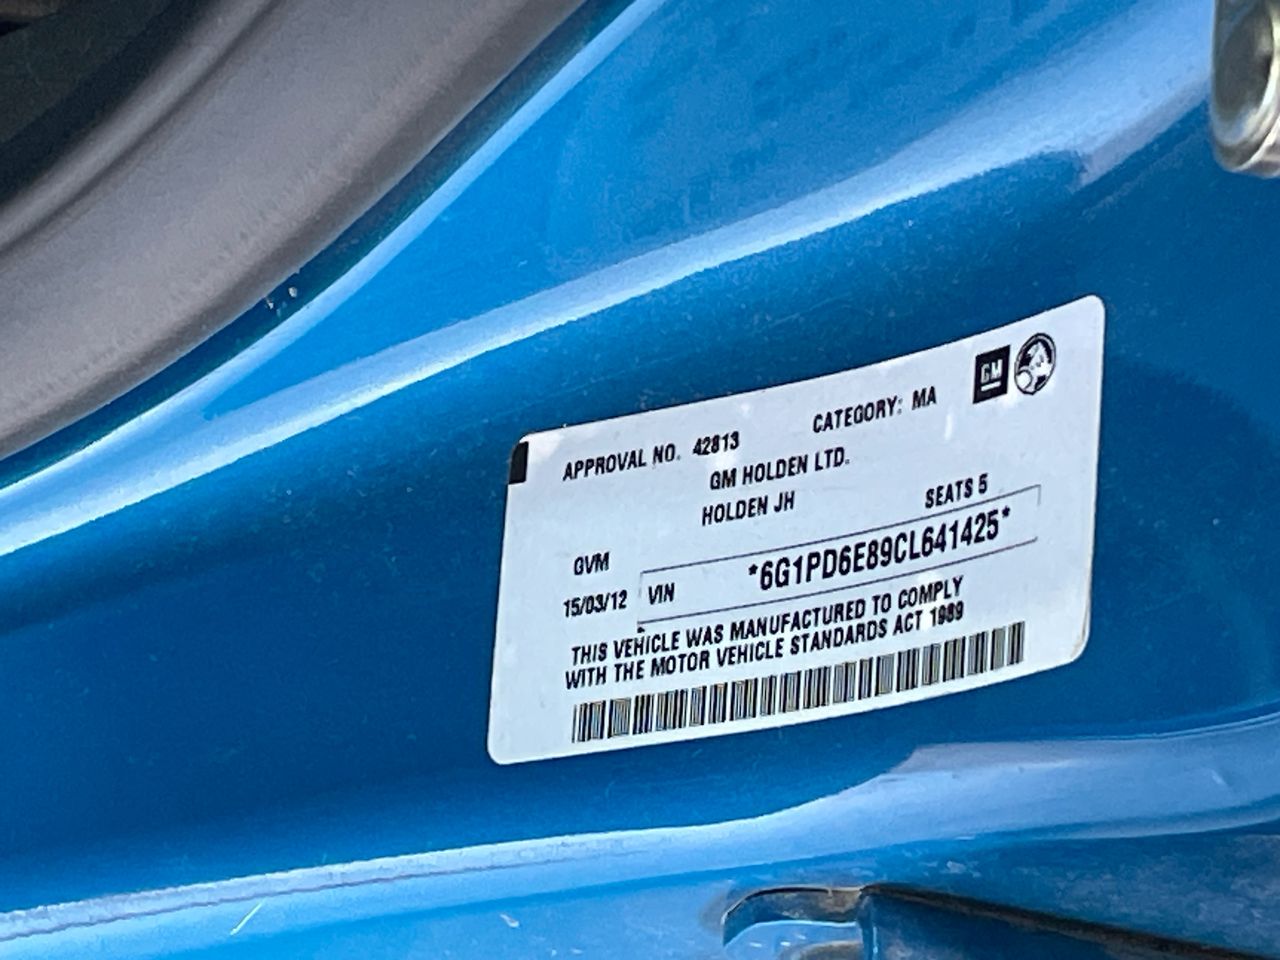 APPROVAL NO. 42813 CATEGORY: MA GM
GM HOLDEN LTD.
HOLDEN JH SEATS 5
GVM
15/03/12 VIN *6G1PD6E89CL641425*
THIS VEHICLE WAS MANUFACTURED TO COMPLY
WITH THE MOTOR VEHICLE STANDARDS ACT 1989